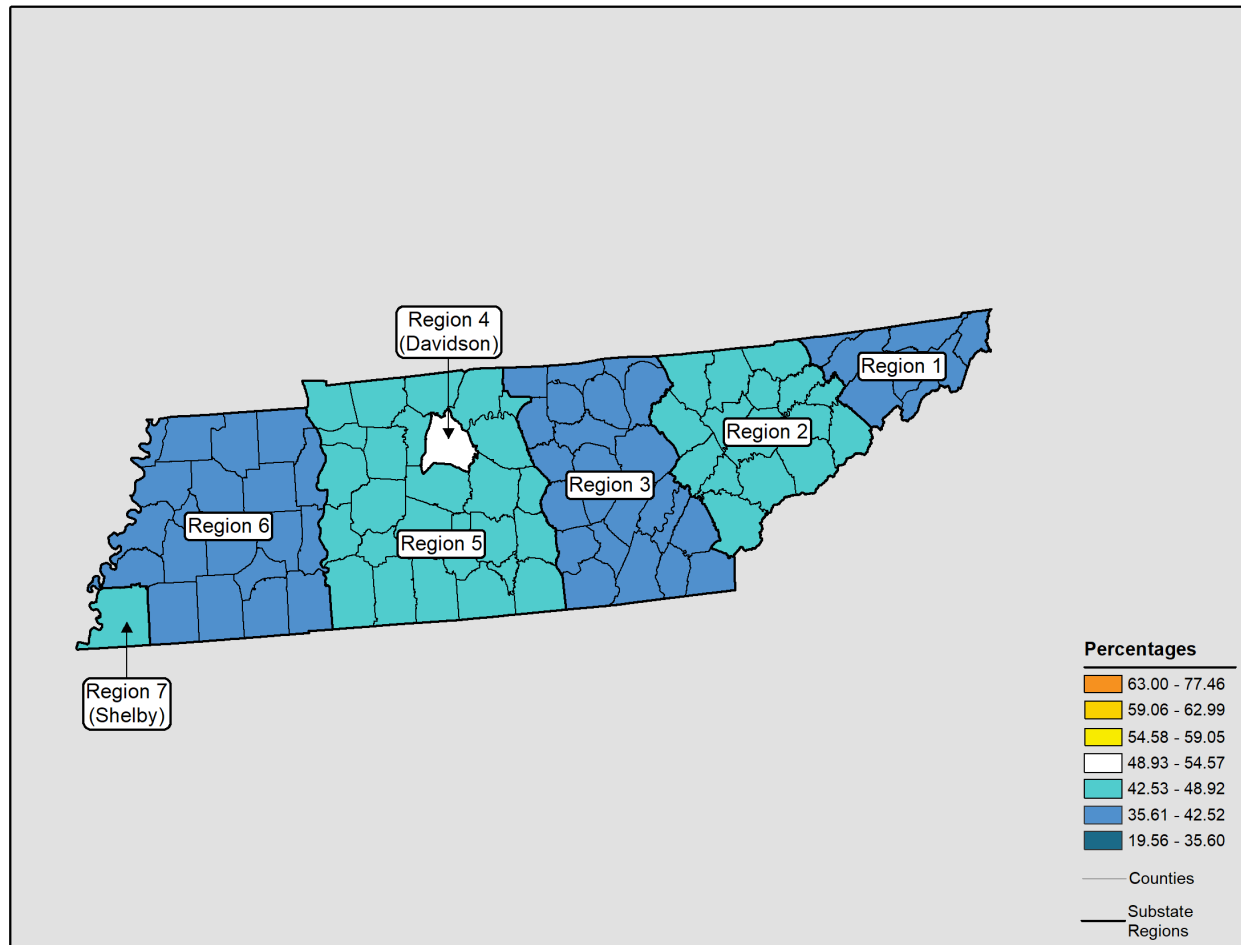 Region 4
(Davidson)
Region 1
Region 2
Region 3
Region 6
Region 5
Region 7
(Shelby)
Percentages
63.00 - 77.46
59.06 - 62.99
54.58 - 59.05
48.93 - 54.57
42.53 - 48.92
35.61 - 42.52
19.56 - 35.60
Counties
Substate
Regions